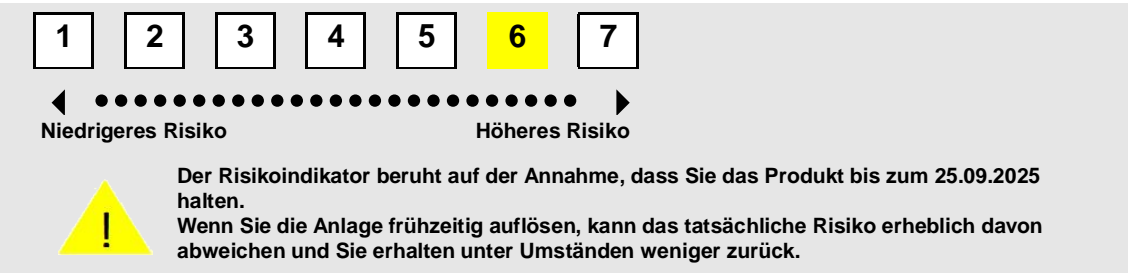 1 2 3 4 5 6 7
Niedrigeres Risiko Höheres Risiko
!
Der Risikoindikator beruht auf der Annahme, dass Sie das Produkt bis zum 25.09.2025
halten.
Wenn Sie die Anlage frühzeitig auflösen, kann das tatsächliche Risiko erheblich davon
abweichen und Sie erhalten unter Umständen weniger zurück.